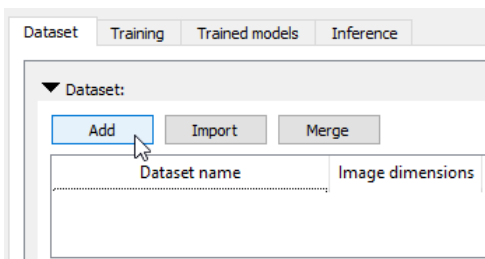 Dataset Training Trained models Inference
Dataset:
Add Import Merge
Dataset name Image dimensions